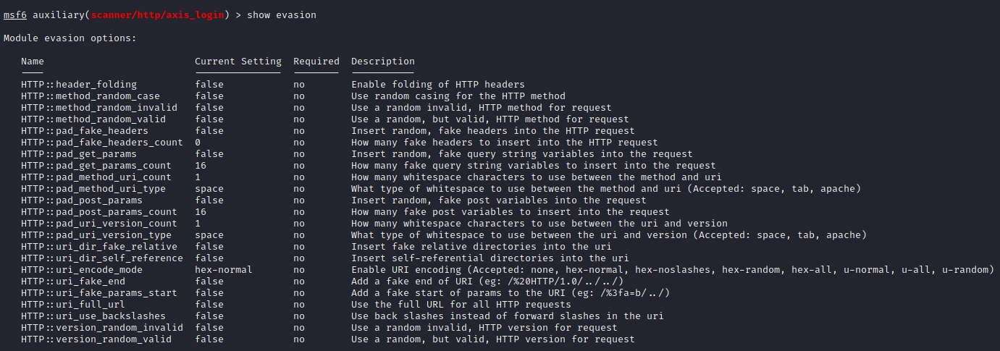 msf6 auxiliary(scanner/http/axis_login) > show evasion
Module evasion options:
Name Current Setting Required Description
---- --------------- -------- -----------
HTTP::header_folding false no Enable folding of HTTP headers
HTTP::method_random_case false no Use random casing for the HTTP method
HTTP::method_random_invalid false no Use a random invalid, HTTP method for request
HTTP::method_random_valid false no Use a random, but valid, HTTP method for request
HTTP::pad_fake_headers false no Insert random, fake headers into the HTTP request
HTTP::pad_fake_headers_count 0 no How many fake headers to insert into the HTTP request
HTTP::pad_get_params false no Insert random, fake query string variables into the request
HTTP::pad_get_params_count 16 no How many fake query string variables to insert into the request
HTTP::pad_method_uri_count 1 no How many whitespace characters to use between the method and uri
HTTP::pad_method_uri_type space no What type of whitespace to use between the method and uri (Accepted: space, tab, apache)
HTTP::pad_post_params false no Insert random, fake post variables into the request
HTTP::pad_post_params_count 16 no How many fake post variables to insert into the request
HTTP::pad_uri_version_count 1 no How many whitespace characters to use between the uri and version
HTTP::pad_uri_version_type space no What type of whitespace to use between the uri and version (Accepted: space, tab, apache)
HTTP::uri_dir_fake_relative false no Insert fake relative directories into the uri
HTTP::uri_dir_self_reference false no Insert self-referential directories into the uri
HTTP::uri_encode_mode hex-normal no Enable URI encoding (Accepted: none, hex-normal, hex-noslashes, hex-random, hex-all, u-normal, u-all, u-random)
HTTP::uri_fake_end false no Add a fake end of URI (eg: /%20HTTP/1.0/../../)
HTTP::uri_fake_params_start false no Add a fake start of params to the URI (eg: /%3fa=b/../)
HTTP::uri_full_url false no Use the full URL for all HTTP requests
HTTP::uri_use_backslashes false no Use back slashes instead of forward slashes in the uri
HTTP::version_random_invalid false no Use a random invalid, HTTP version for request
HTTP::version_random_valid false no Use a random, but valid, HTTP version for request